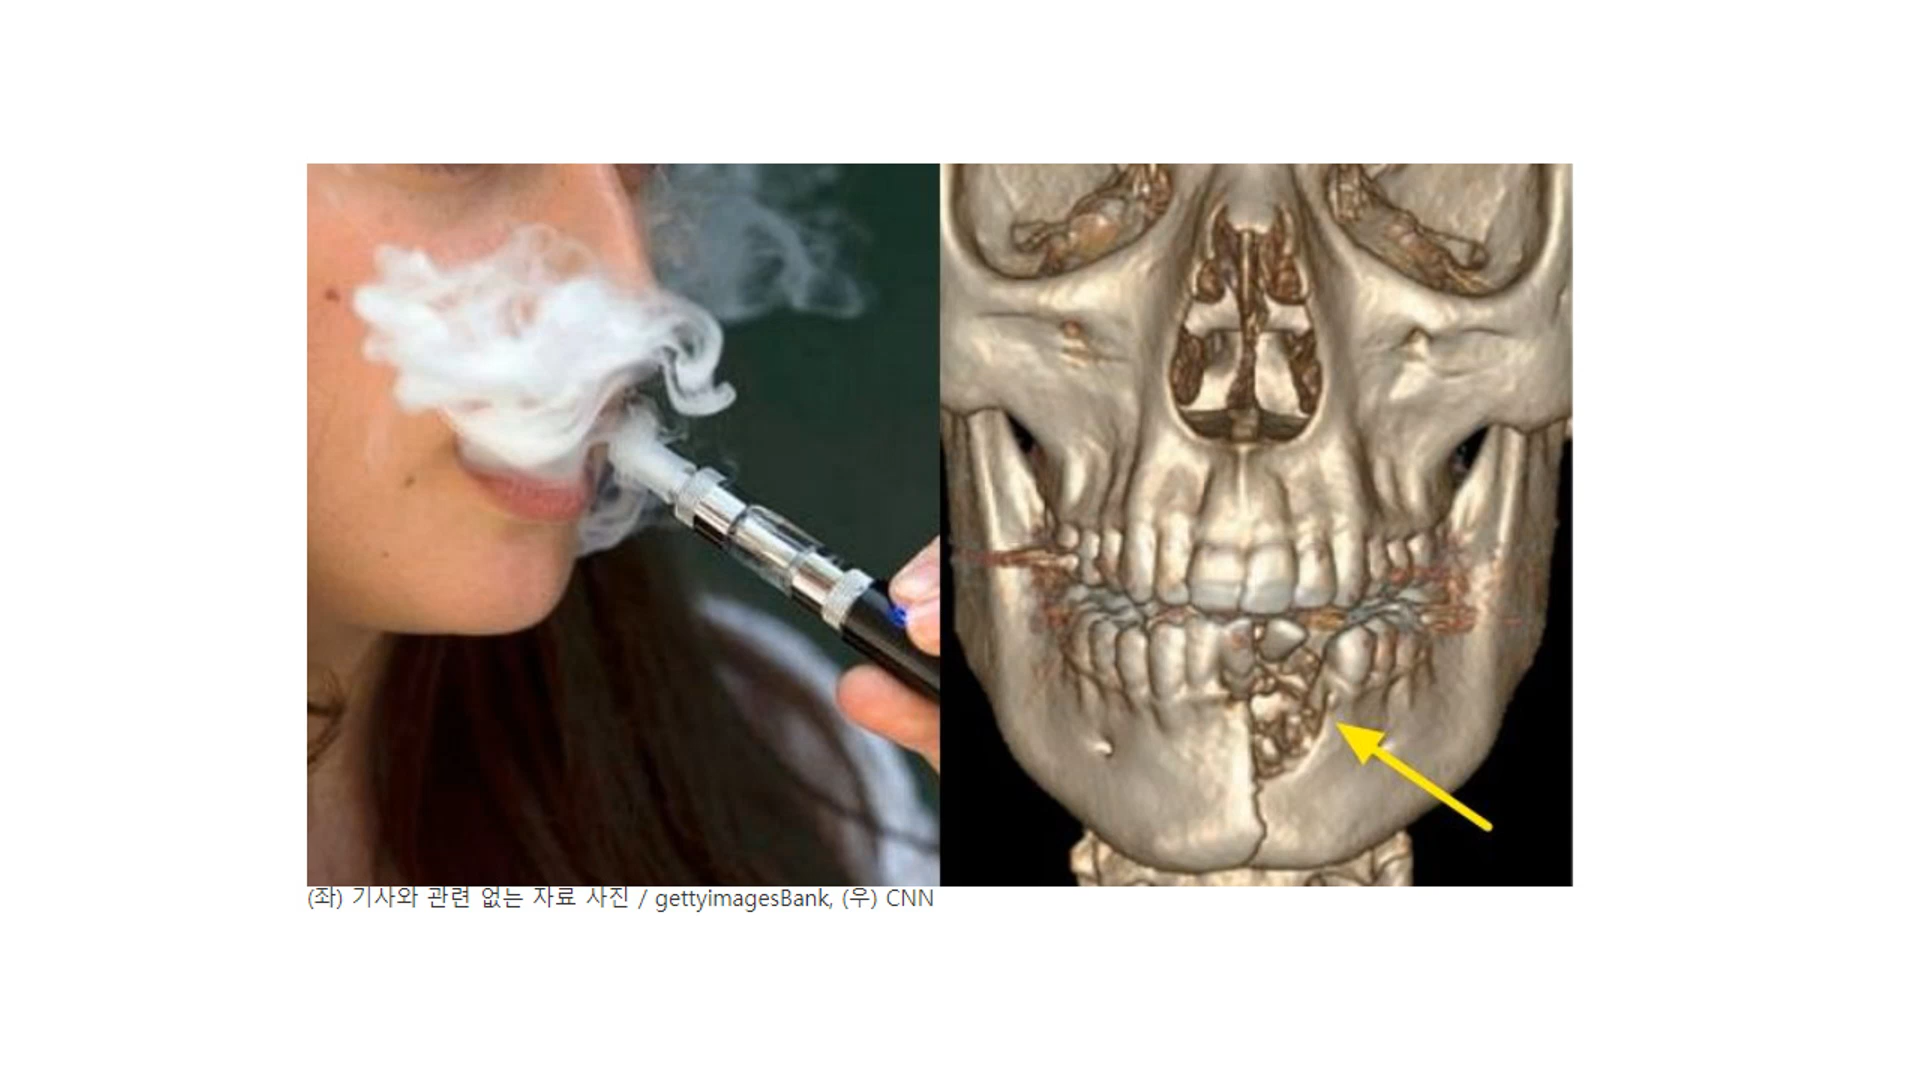 (좌) 기사와 관련 없는 자료 사진 / gettyimagesBank, (우) CNN